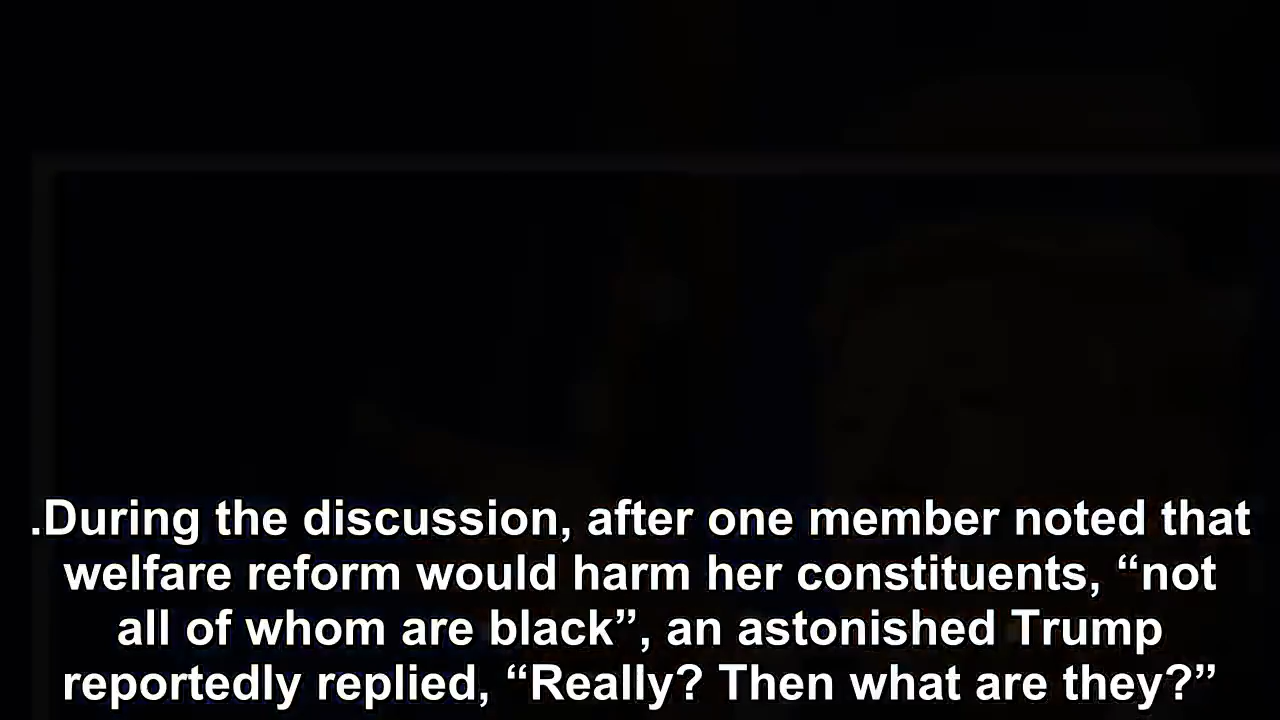 .During the discussion, after one member noted that
welfare reform would harm her constituents, “not
all of whom are black”, an astonished Trump
reportedly replied, “Really? Then what are they?”